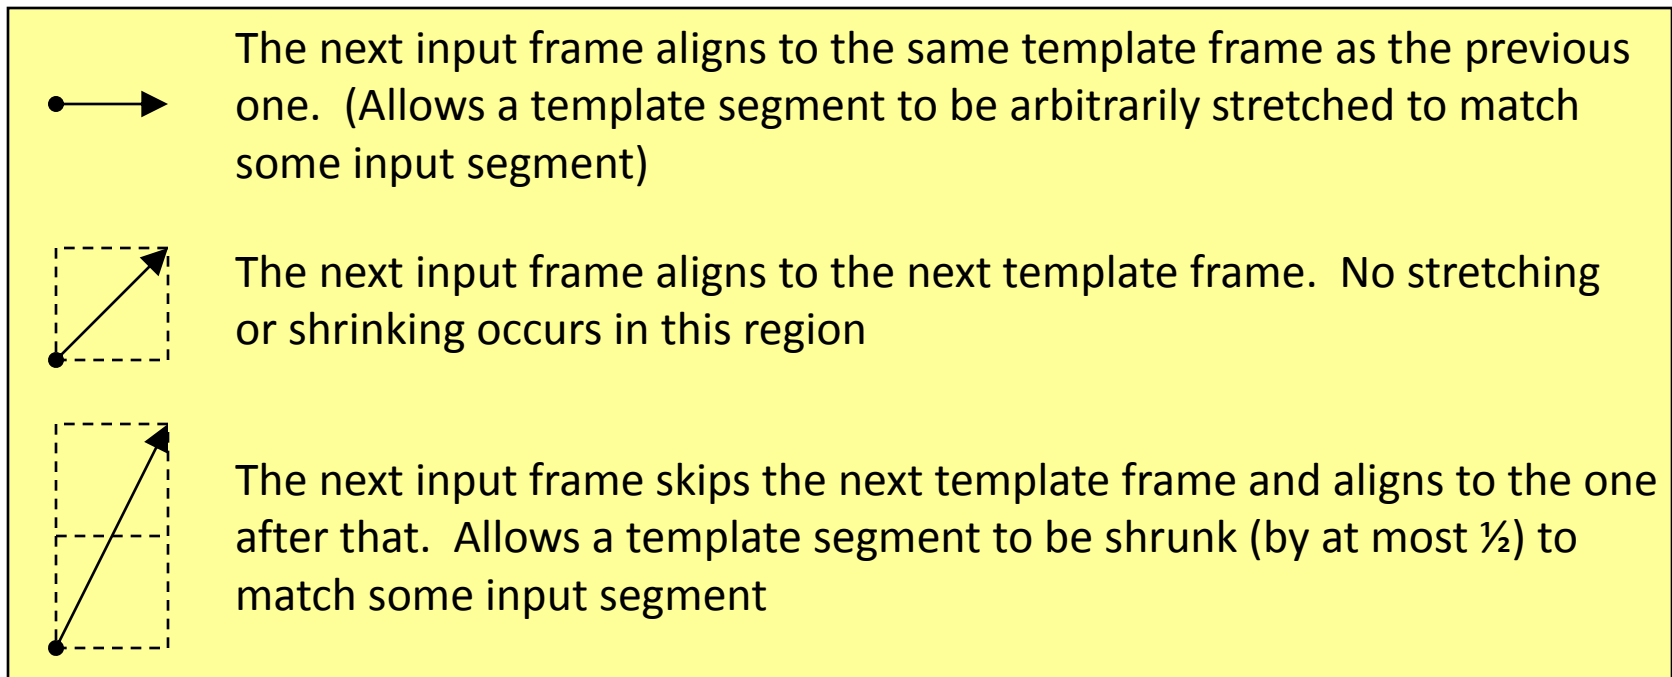 The next input frame aligns to the same template frame as the previous
one.  (Allows a template segment to be arbitrarily stretched to match
some input segment)
The next input frame aligns to the next template frame.  No stretching
or shrinking occurs in this region
The next input frame skips the next template frame and aligns to the one
after that.  Allows a template segment to be shrunk (by at most ½) to
match some input segment